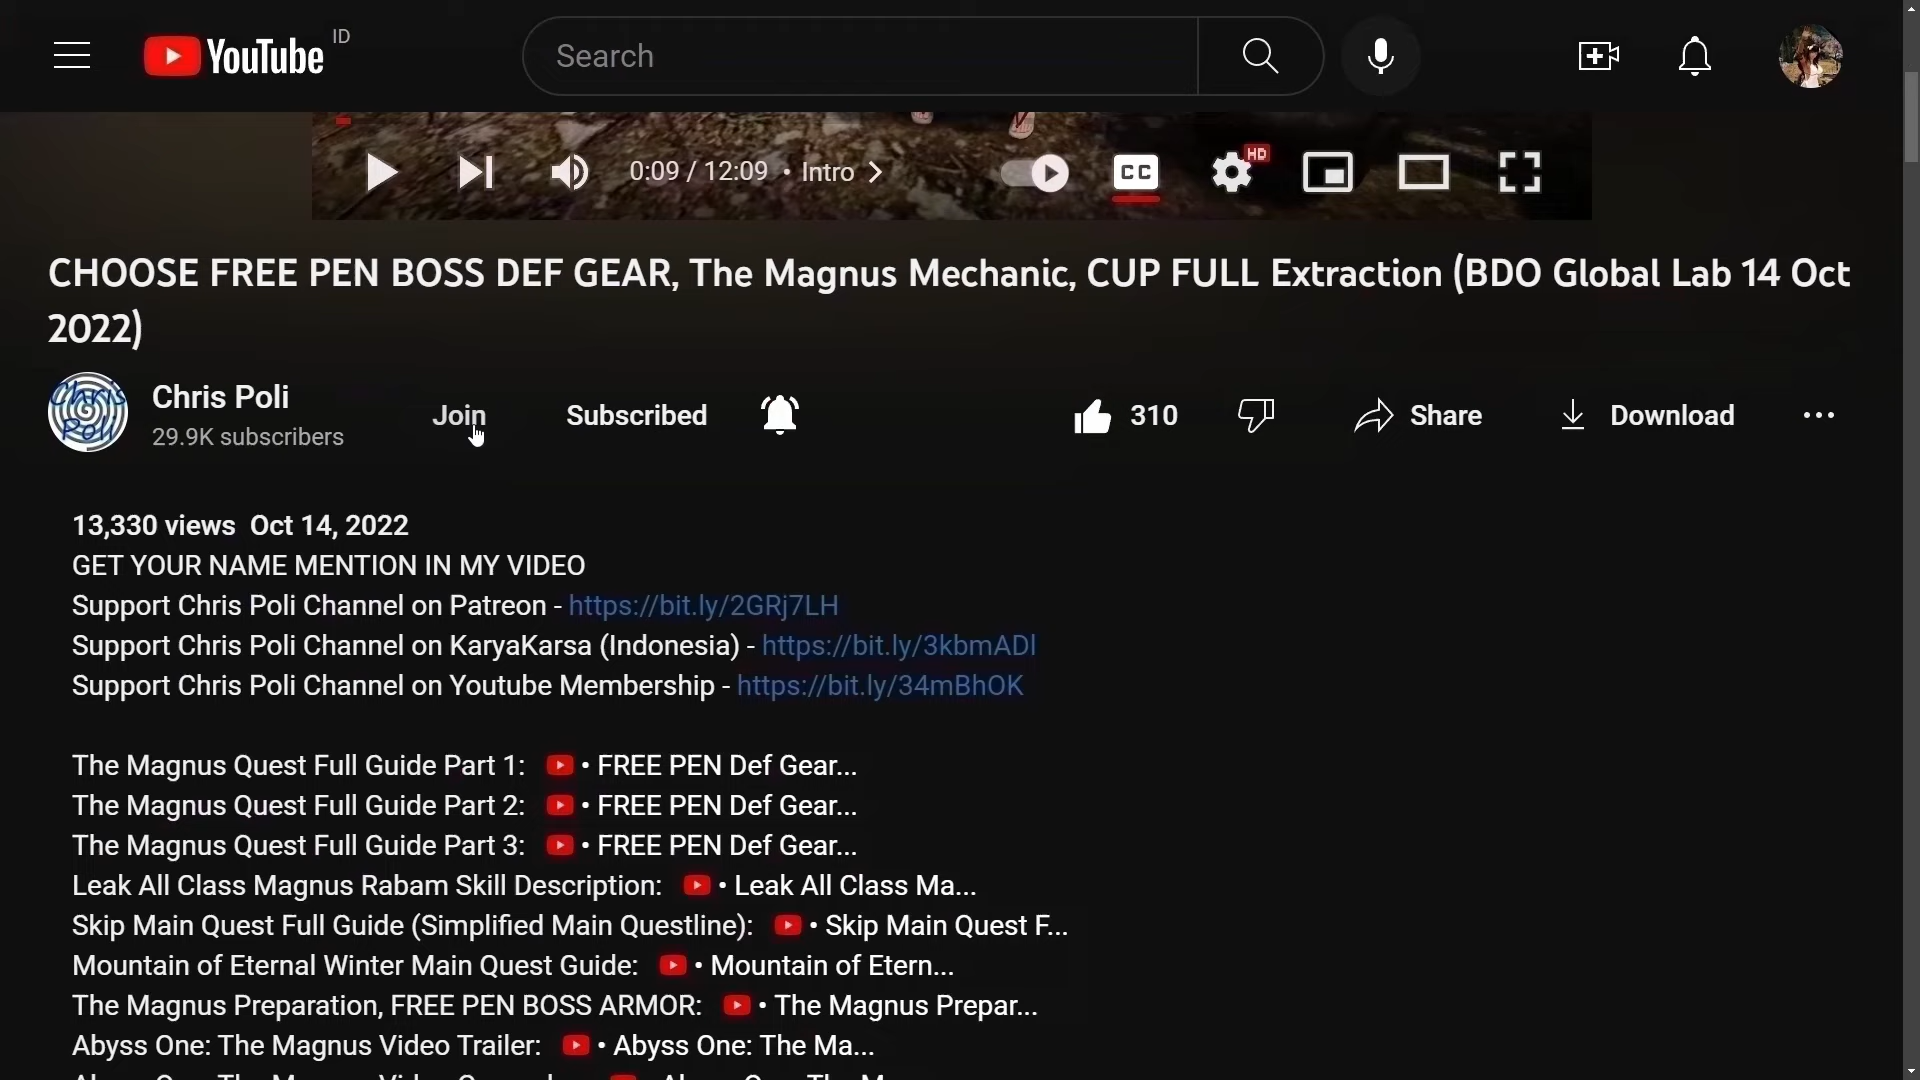 YouTube ID
Search
0:09 / 12:09 • Intro
CC
HD
CHOOSE FREE PEN BOSS DEF GEAR, The Magnus Mechanic, CUP FULL Extraction (BDO Global Lab 14 Oct
2022)
Chris Poli
Chris Poli
29.9K subscribers
Join
Subscribed
310
Share
Download
13,330 views Oct 14, 2022
GET YOUR NAME MENTION IN MY VIDEO
Support Chris Poli Channel on Patreon - https://bit.ly/2GRj7LH
Support Chris Poli Channel on KaryaKarsa (Indonesia) - https://bit.ly/3kbmADl
Support Chris Poli Channel on Youtube Membership - https://bit.ly/34mBhOK
The Magnus Quest Full Guide Part 1: • FREE PEN Def Gear...
The Magnus Quest Full Guide Part 2: • FREE PEN Def Gear...
The Magnus Quest Full Guide Part 3: • FREE PEN Def Gear...
Leak All Class Magnus Rabam Skill Description: • Leak All Class Ma...
Skip Main Quest Full Guide (Simplified Main Questline): • Skip Main Quest F...
Mountain of Eternal Winter Main Quest Guide: • Mountain of Etern...
The Magnus Preparation, FREE PEN BOSS ARMOR: • The Magnus Prepar...
Abyss One: The Magnus Video Trailer: • Abyss One: The Ma...